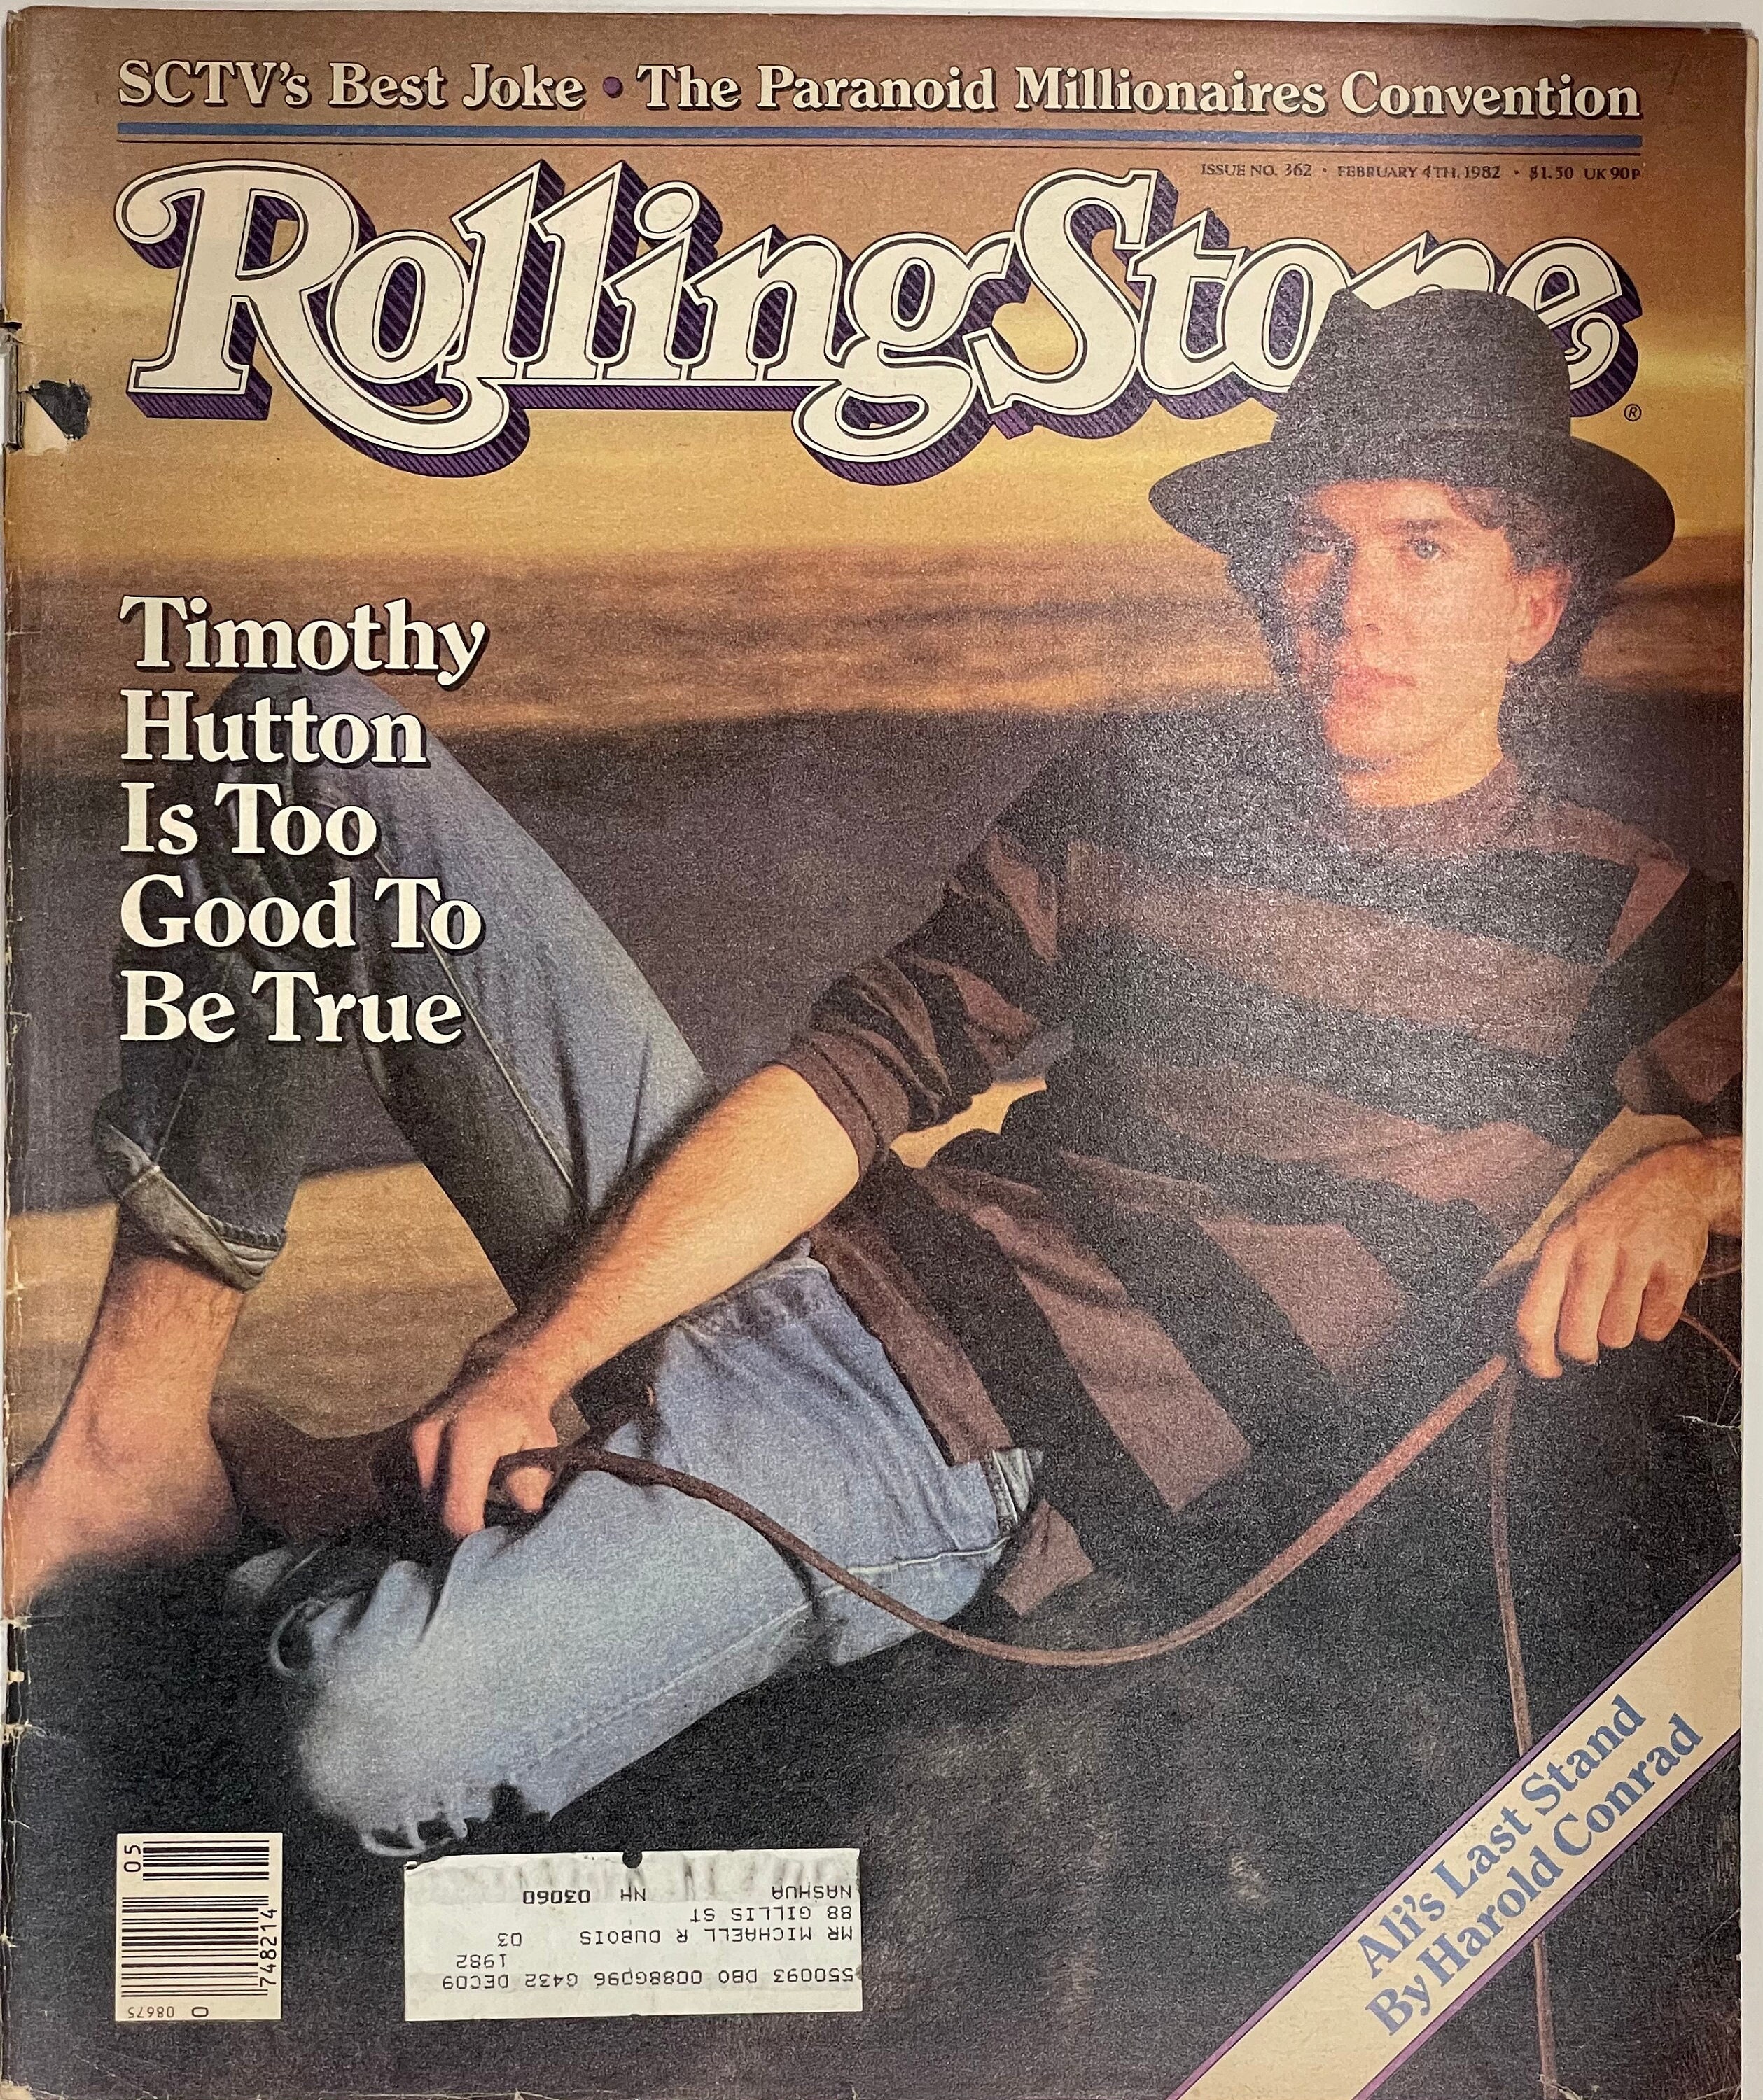 SCTV's Best Joke • The Paranoid Millionaires Convention
ISSUE NO. 362 • FEBRUARY 4TH, 1982 • $1.50 UK 90P
RollingStone
®
Timothy
Hutton
Is Too
Good To
Be True
Ali's Last Stand
By Harold Conrad
05
748214
0 08675
550093 DBO 0088G096 G432 DEC09
1982
MR MICHAELL R DUBOIS 03
88 GILLIS ST
NASHUA NH 03060